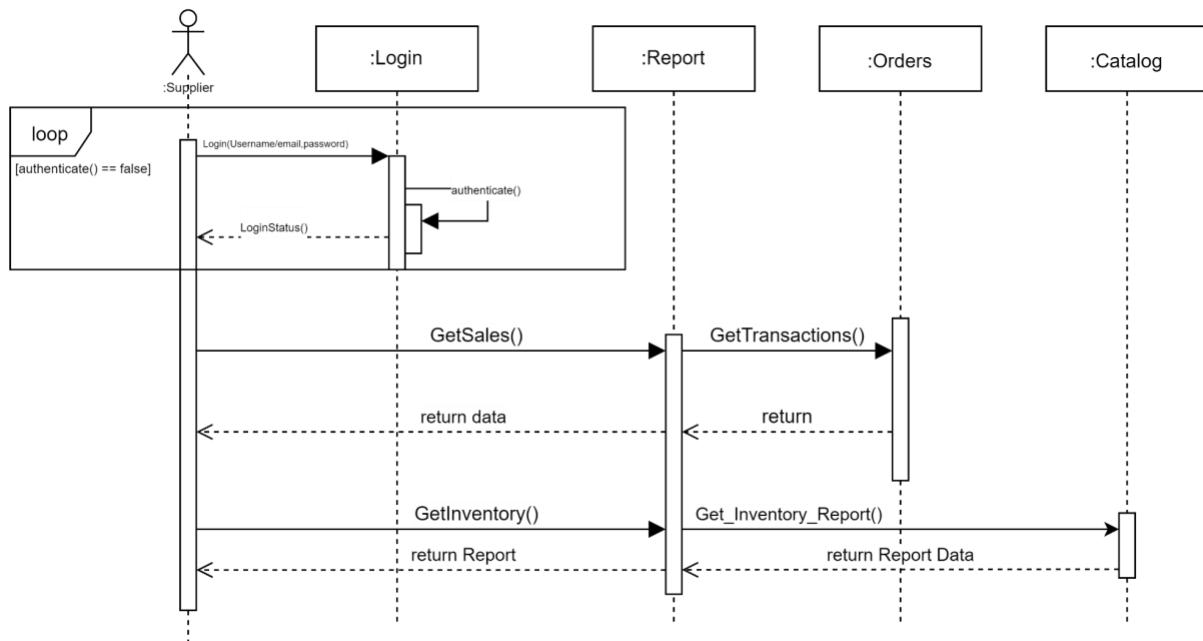 :Supplier
:Login
:Report
:Orders
:Catalog
loop
[authenticate() == false]
Login(Username/email,password)
authenticate()
LoginStatus()
GetSales()
GetTransactions()
return data
return
GetInventory()
Get_Inventory_Report()
return Report
return Report Data